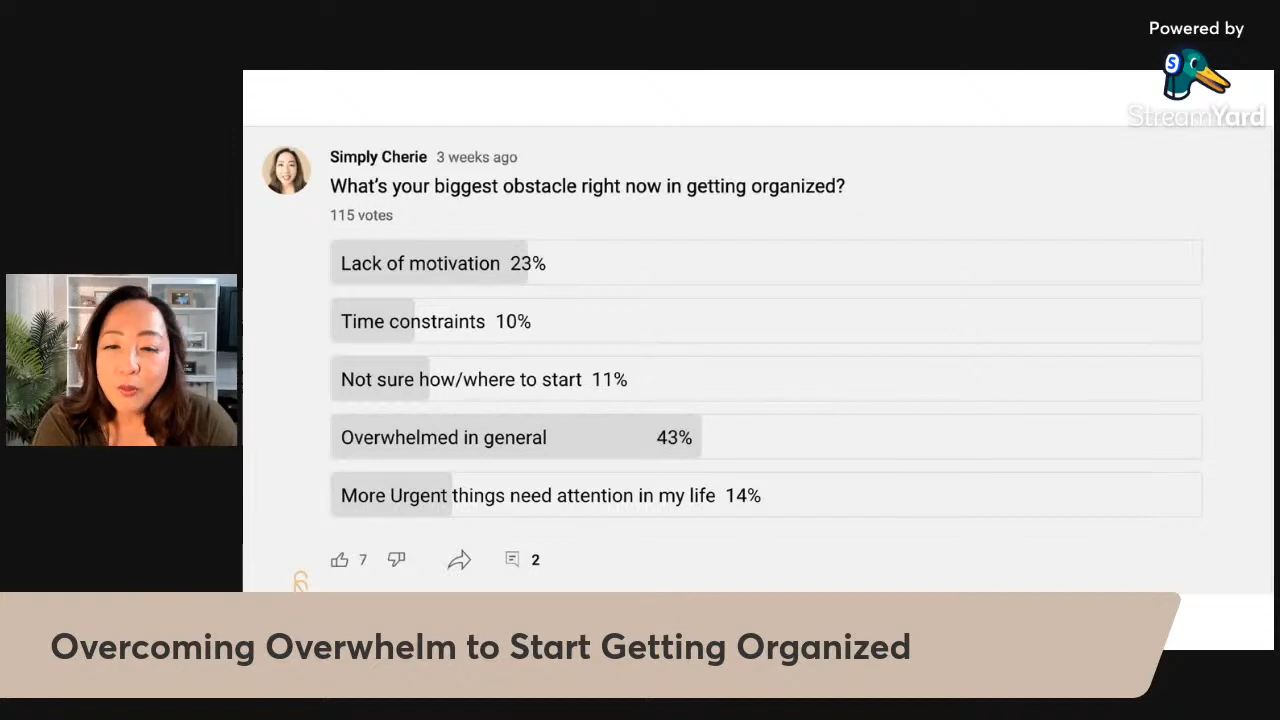 Powered by
StreamYard
Simply Cherie 3 weeks ago
What's your biggest obstacle right now in getting organized?
115 votes
Lack of motivation 23%
Time constraints 10%
Not sure how/where to start 11%
Overwhelmed in general 43%
More Urgent things need attention in my life 14%
7 2
Overcoming Overwhelm to Start Getting Organized